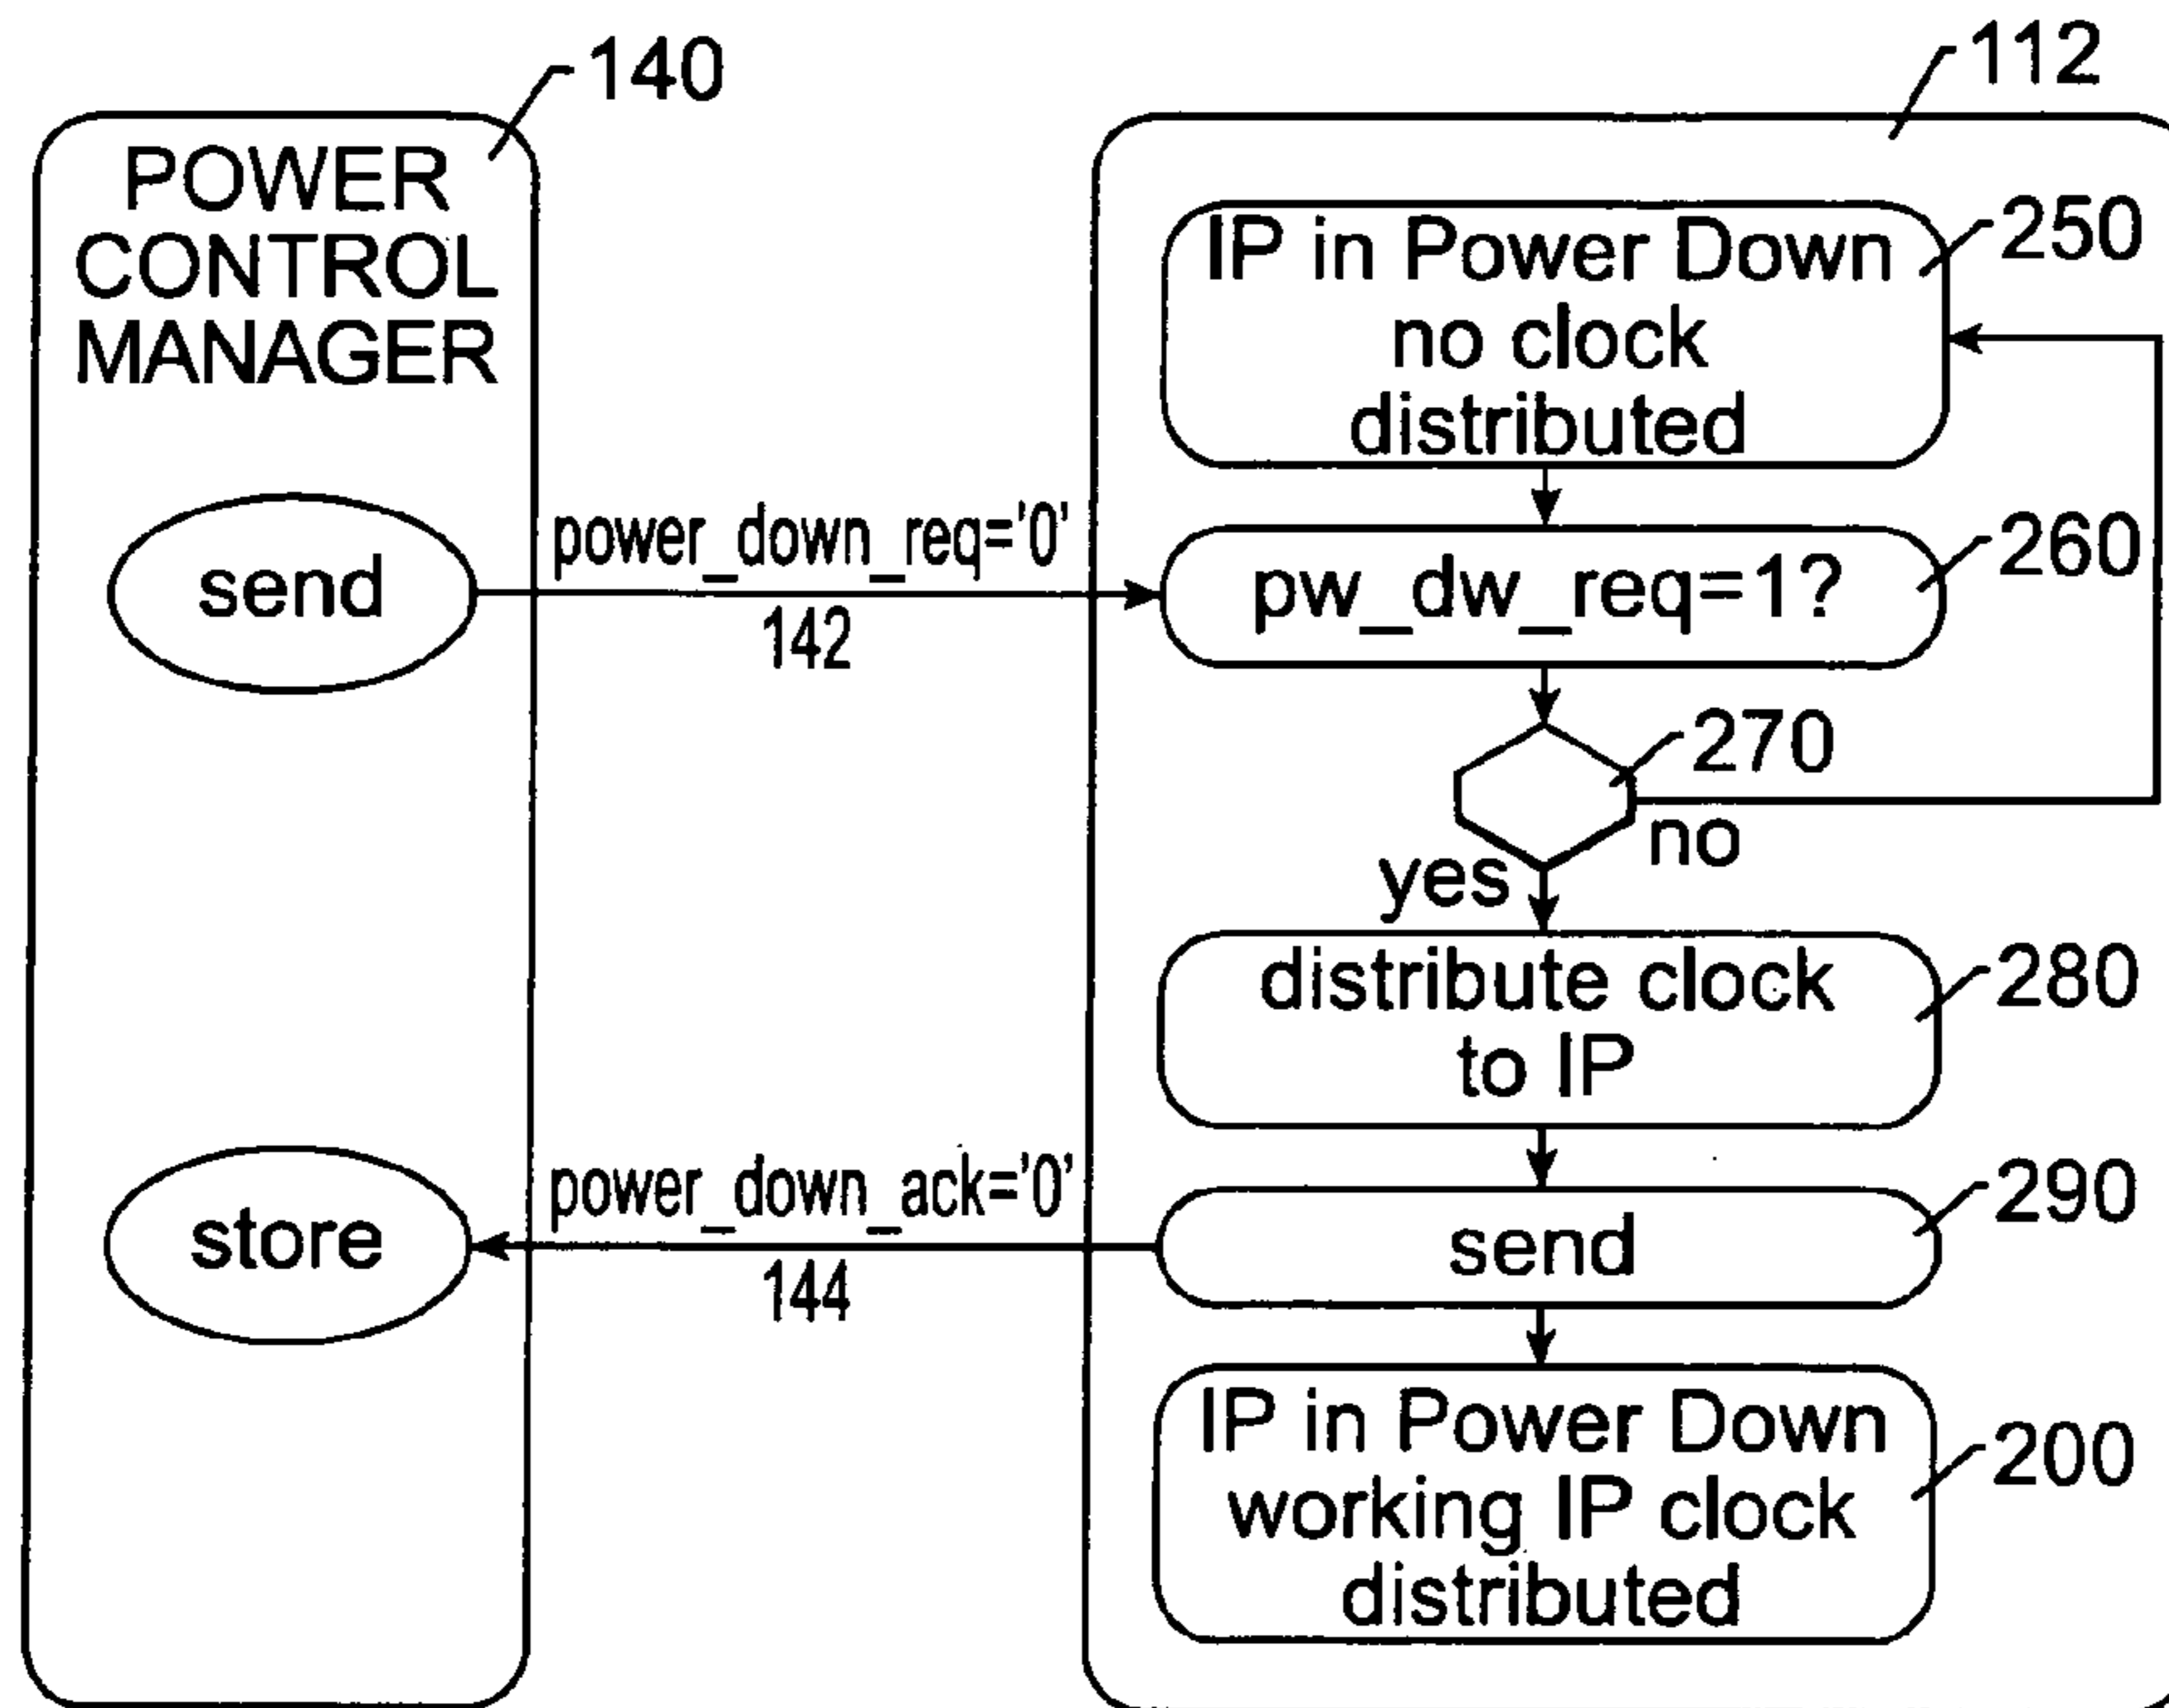 140
POWER
CONTROL
MANAGER
send
power_down_req='0'
142
store
power_down_ack='0'
144
112
IP in Power Down
no clock
distributed
250
pw_dw_req=1?
260
270
no
yes
distribute clock
to IP
280
send
290
IP in Power Down
working IP clock
distributed
200